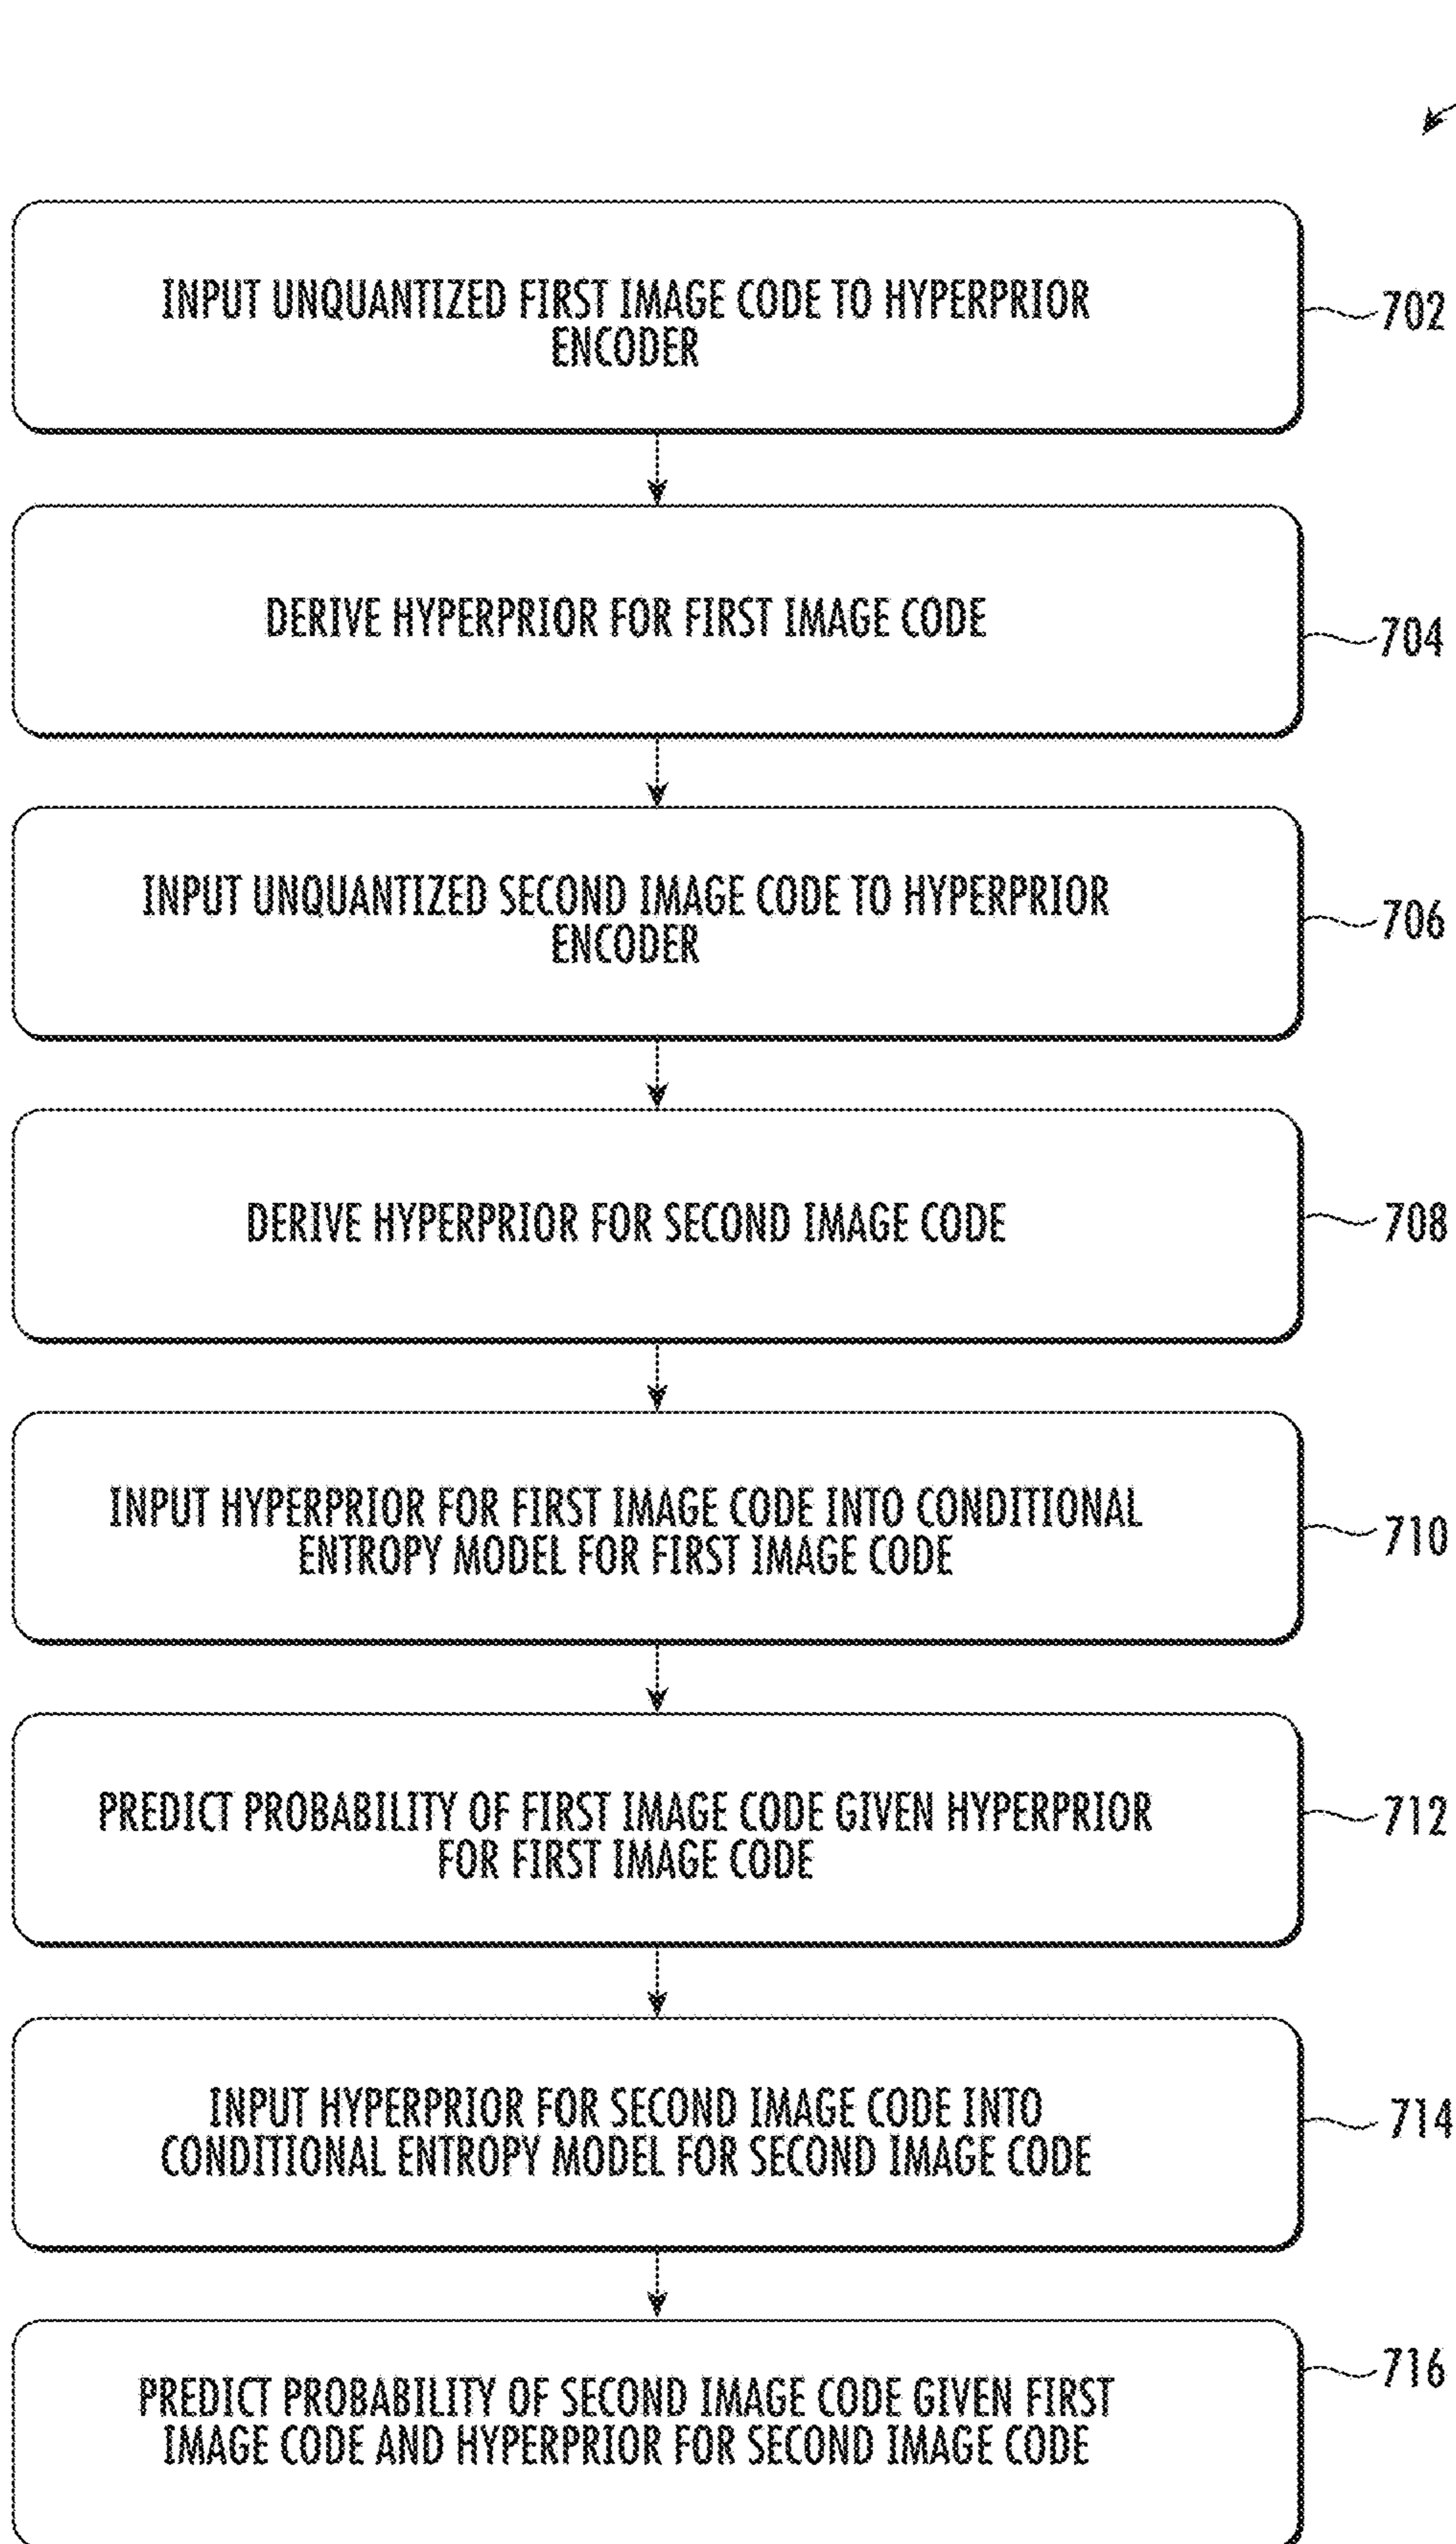 INPUT UNQUANTIZED FIRST IMAGE CODE TO HYPERPRIOR
ENCODER
702
DERIVE HYPERPRIOR FOR FIRST IMAGE CODE
704
INPUT UNQUANTIZED SECOND IMAGE CODE TO HYPERPRIOR
ENCODER
706
DERIVE HYPERPRIOR FOR SECOND IMAGE CODE
708
INPUT HYPERPRIOR FOR FIRST IMAGE CODE INTO CONDITIONAL
ENTROPY MODEL FOR FIRST IMAGE CODE
710
PREDICT PROBABILITY OF FIRST IMAGE CODE GIVEN HYPERPRIOR
FOR FIRST IMAGE CODE
712
INPUT HYPERPRIOR FOR SECOND IMAGE CODE INTO
CONDITIONAL ENTROPY MODEL FOR SECOND IMAGE CODE
714
PREDICT PROBABILITY OF SECOND IMAGE CODE GIVEN FIRST
IMAGE CODE AND HYPERPRIOR FOR SECOND IMAGE CODE
716